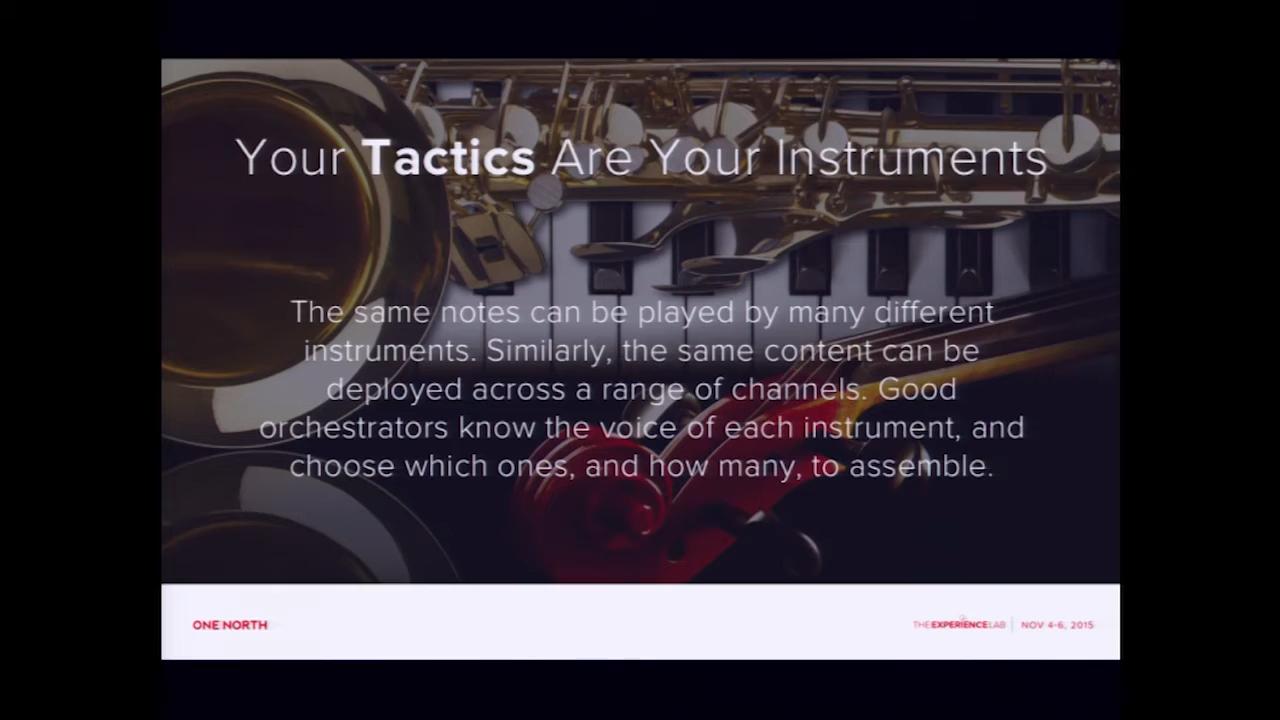 Your Tactics Are Your Instruments
The same notes can be played by many different
instruments. Similarly, the same content can be
deployed across a range of channels. Good
orchestrators know the voice of each instrument, and
choose which ones, and how many, to assemble.
ONE NORTH
THE EXPERIENCE LAB | NOV 4-6, 2015